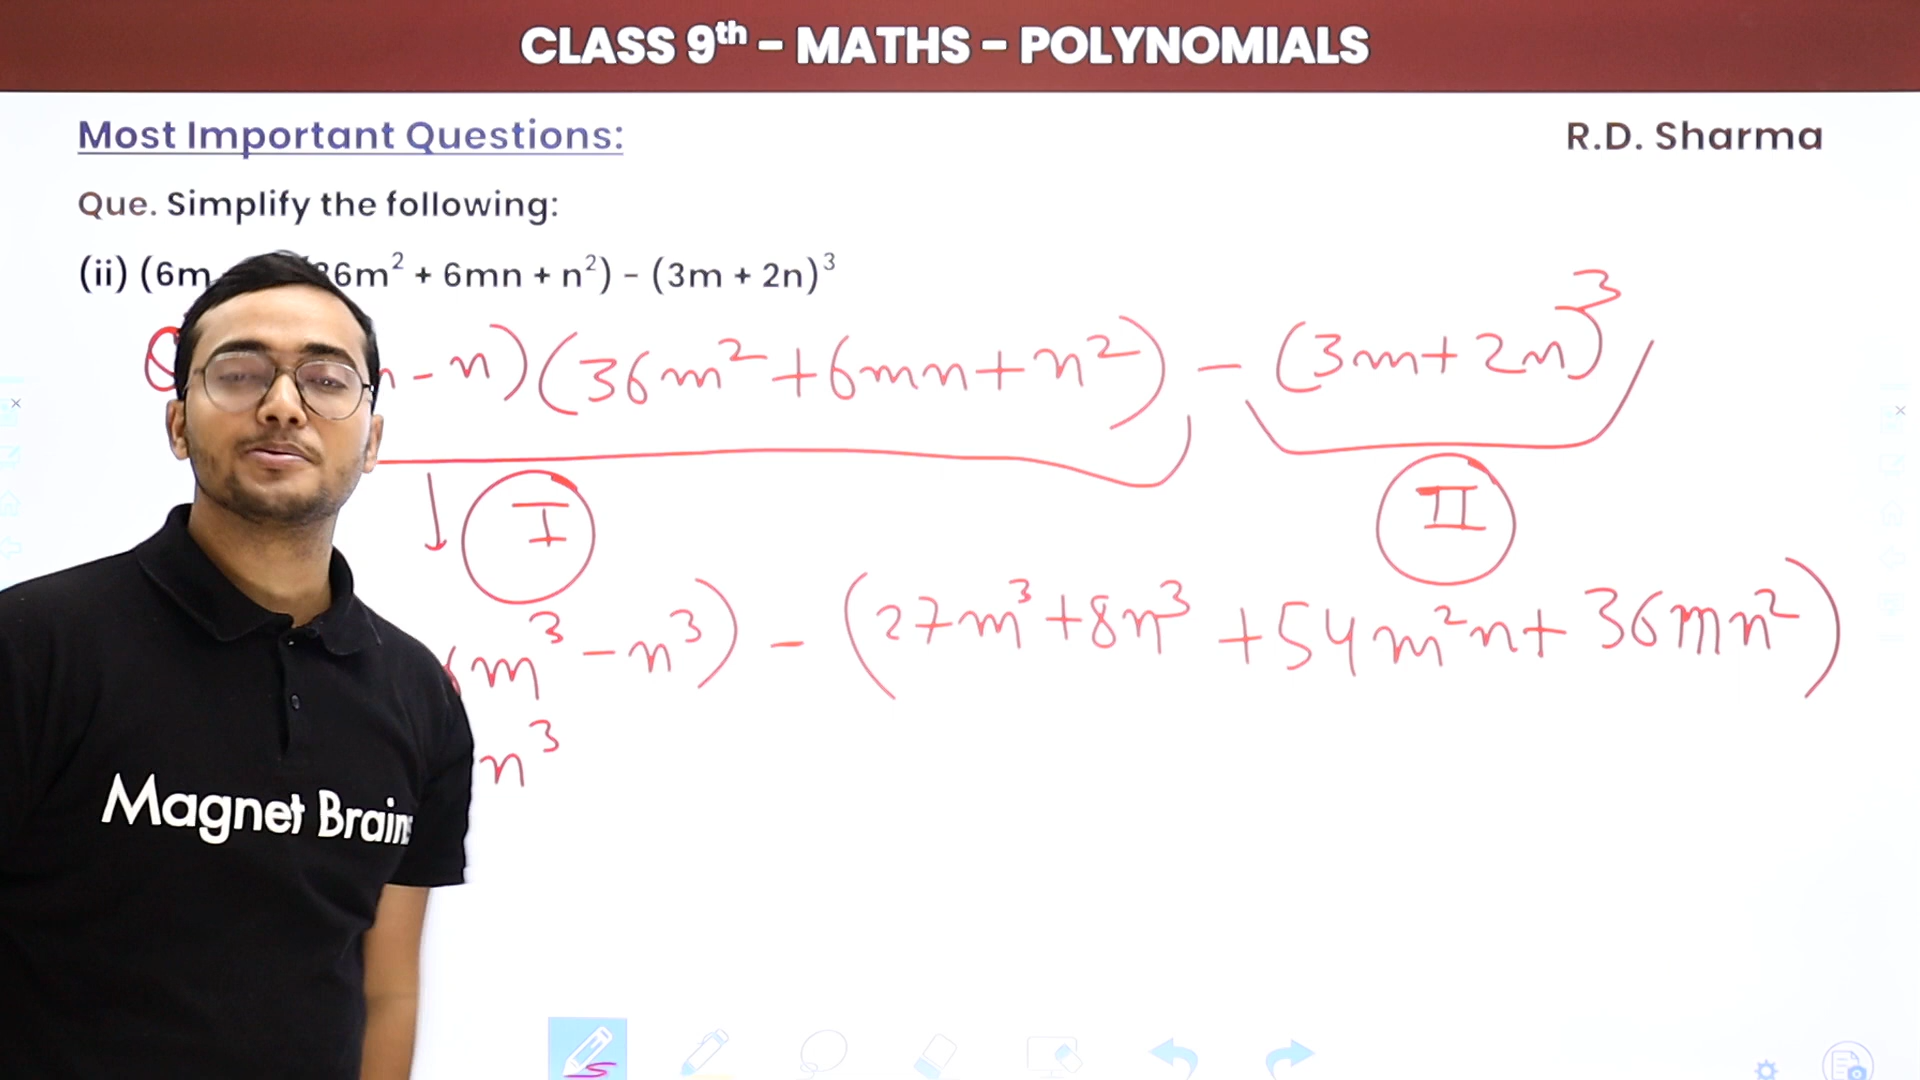 CLASS 9th – MATHS – POLYNOMIALS
Most Important Questions:
R.D. Sharma
Que. Simplify the following:
(ii) (6m 36m² + 6mn + n²) – (3m + 2n)³
- n)(36m² + 6mn + n²) - (3m + 2n)³
I
II
m³ - n³) - (27m³ + 8n³ + 54m²n + 36mn²)
n³
Magnet Brain